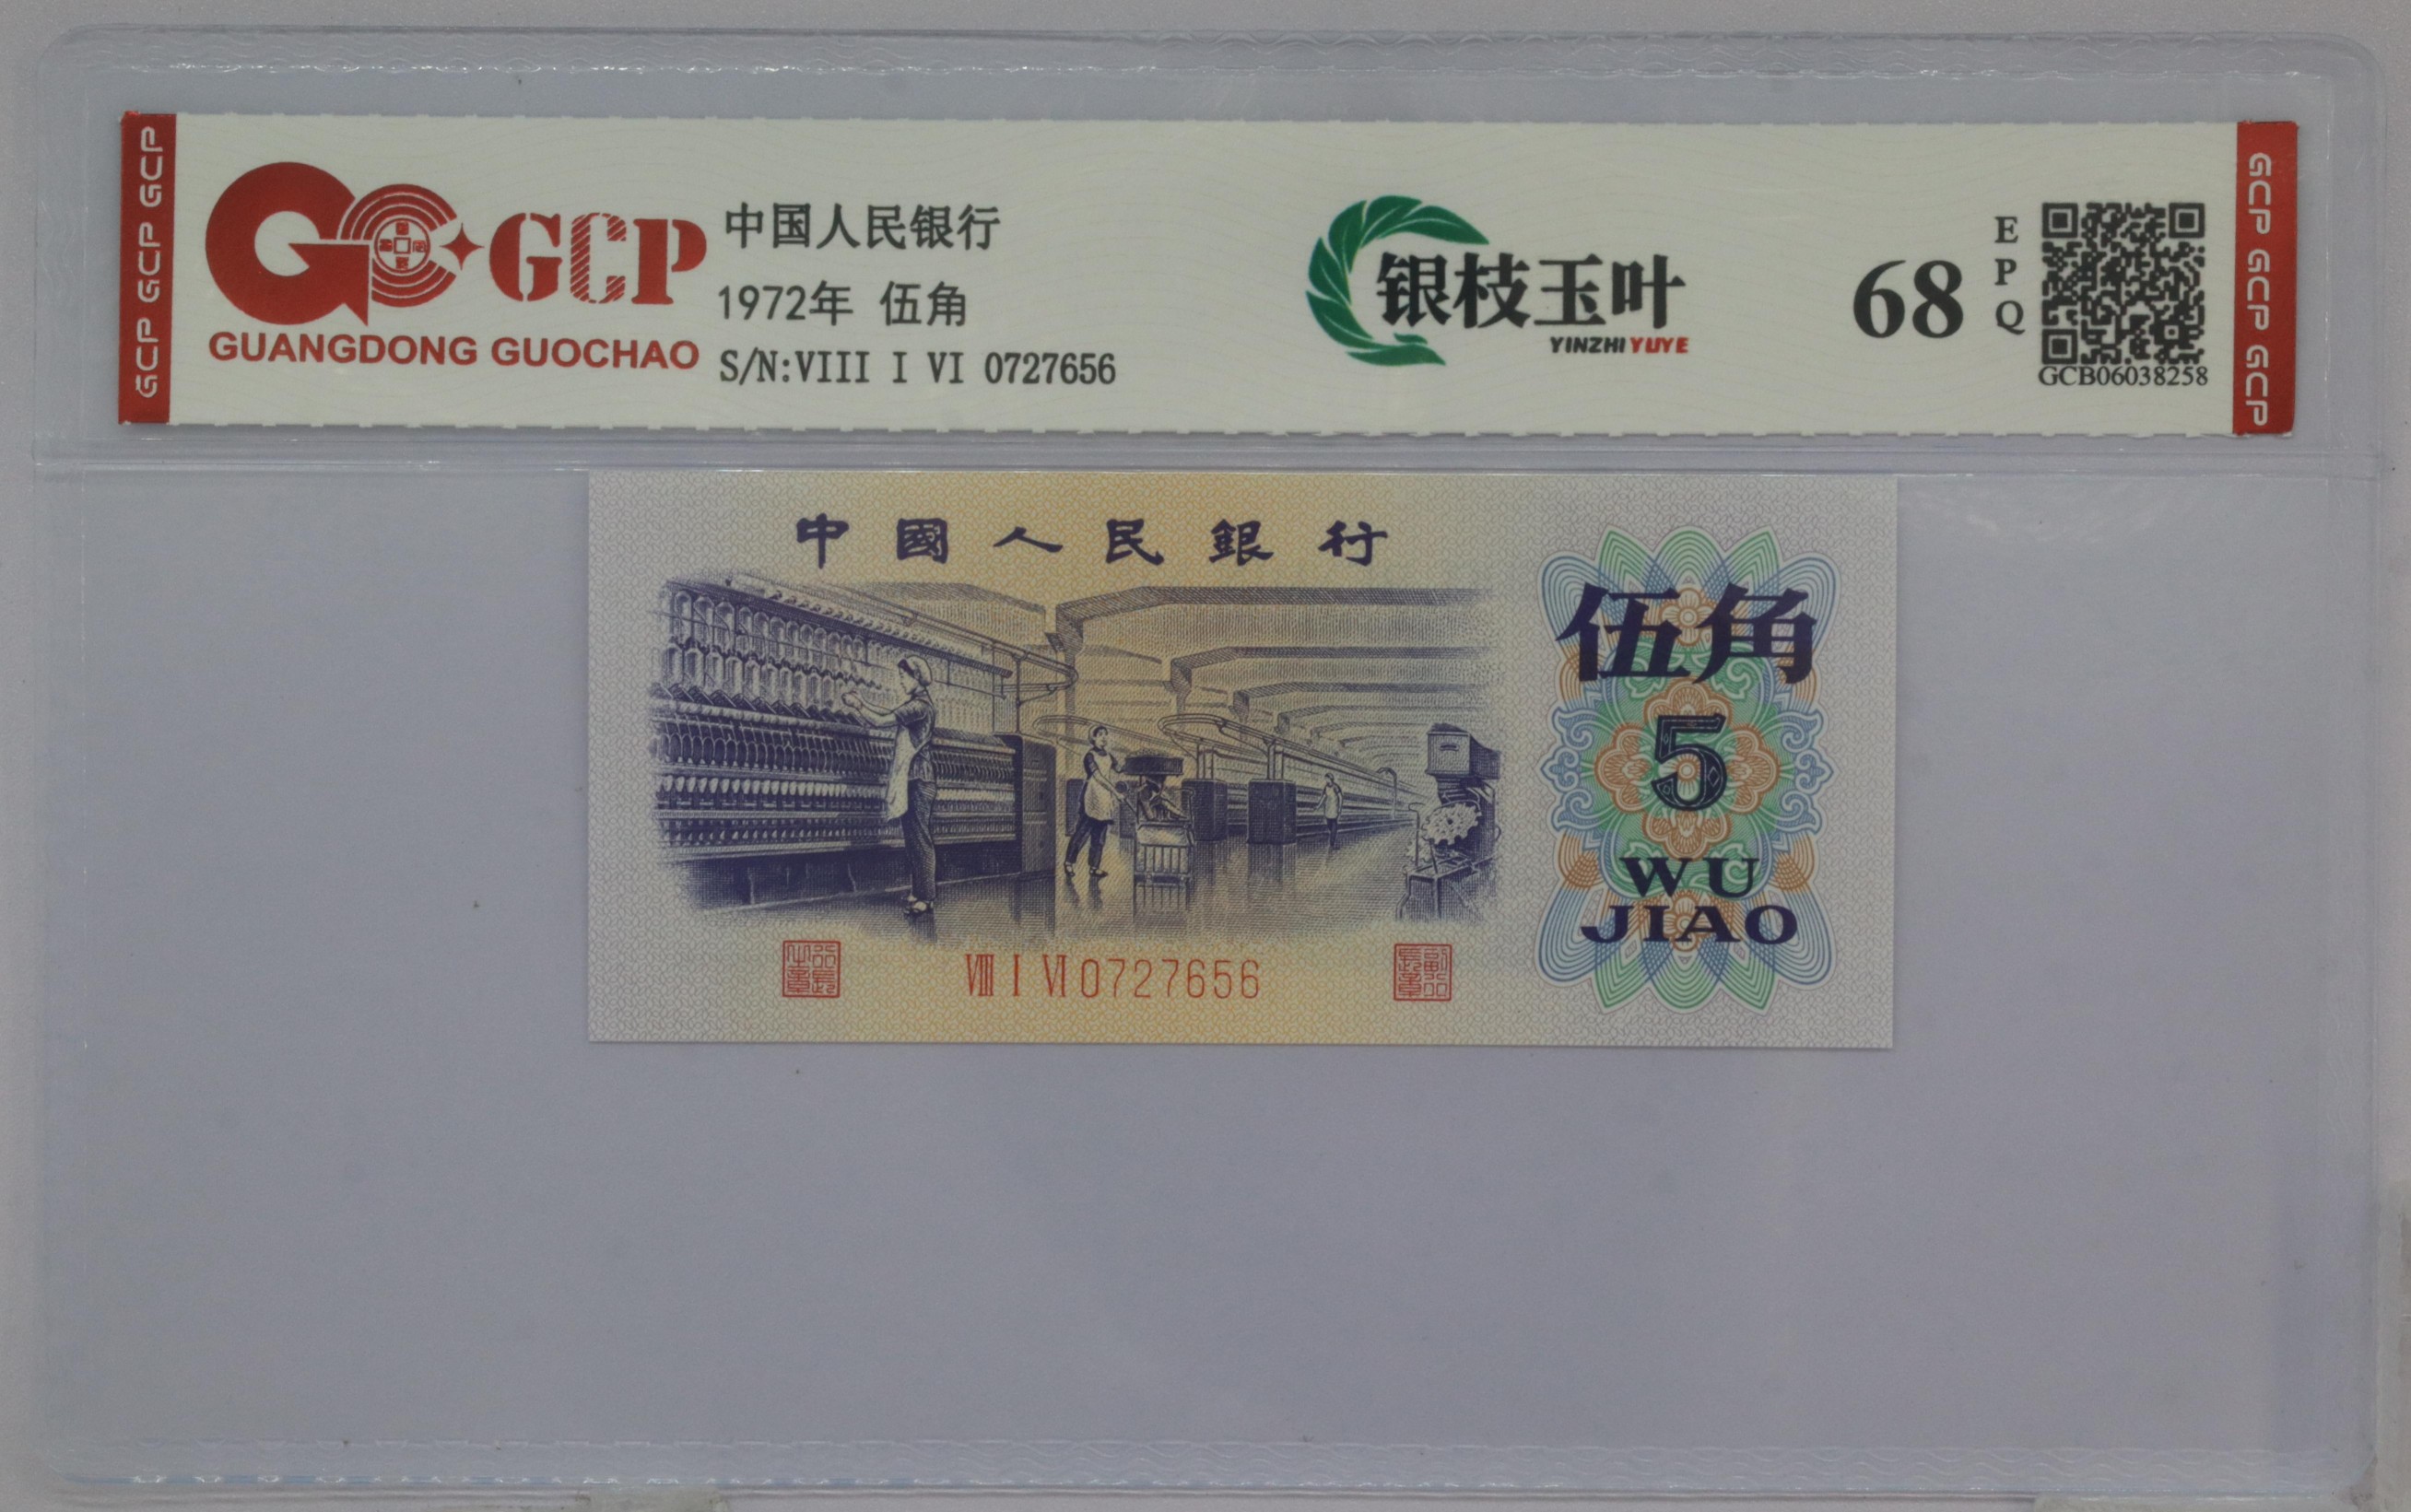 GCP GCP GCP
GCP
GUANGDONG GUOCHAO
中国人民银行
1972年 伍角
S/N:VIII I VI 0727656
银枝玉叶
YINZHI YUYE
68
EPQ
GCB06038258
GCP GCP GCP
中國人民銀行
伍角
5
WU
JIAO
VIII I VI 0727656